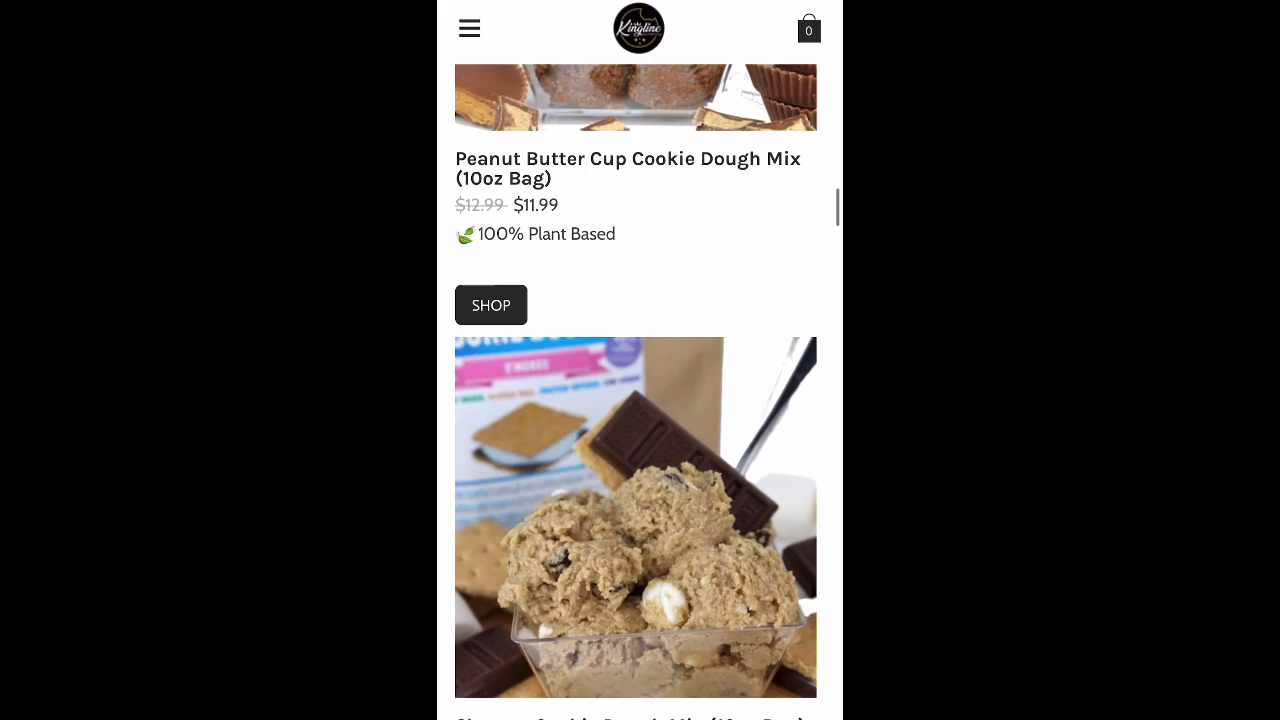 Kingline
0
Peanut Butter Cup Cookie Dough Mix
(10oz Bag)
$12.99 $11.99
100% Plant Based
SHOP
S'MORES